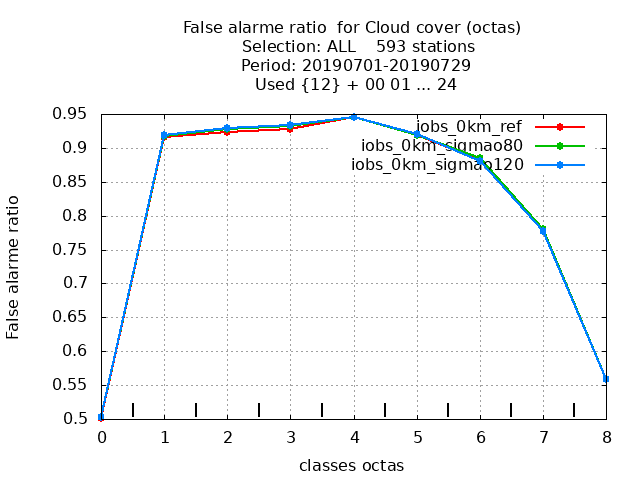 False alarme ratio  for Cloud cover (octas)
Selection: ALL    593 stations
Period: 20190701-20190729
Used {12} + 00 01 ... 24
False alarme ratio
0.95
0.9
0.85
0.8
0.75
0.7
0.65
0.6
0.55
0.5
iobs_0km_ref
iobs_0km_sigmao80
iobs_0km_sigmao120
0 1 2 3 4 5 6 7 8
classes octas